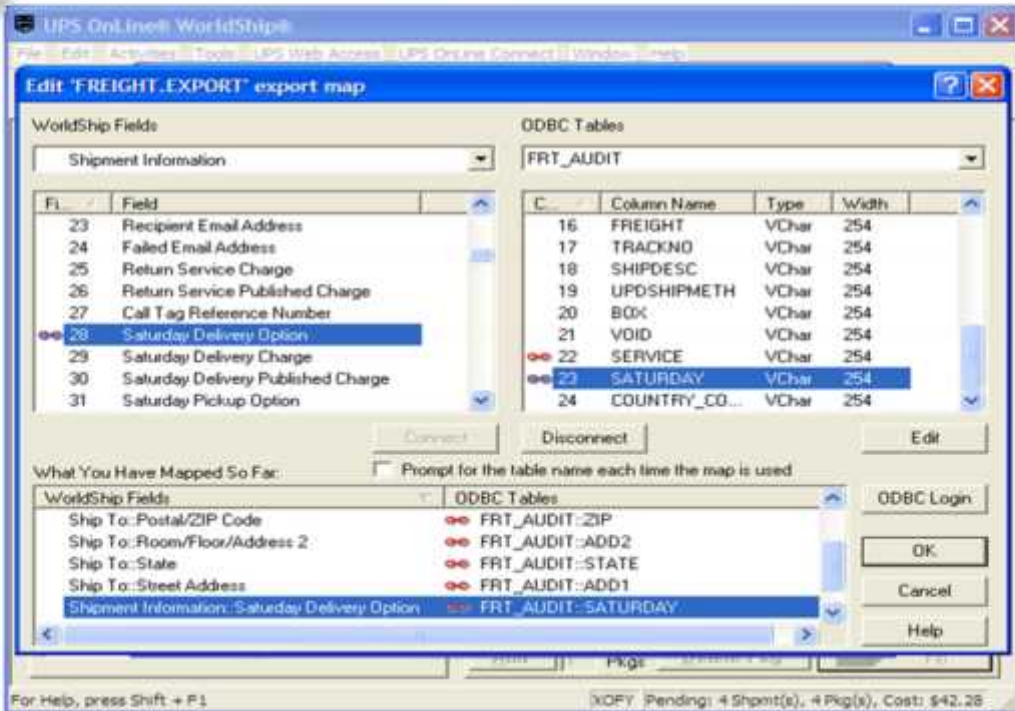 UPS OnLine® WorldShip®
File Edit Activities Tools UPS Web Access UPS OnLine Connect Window Help
Edit 'FREIGHT.EXPORT' export map
WorldShip Fields
ODBC Tables
Shipment Information
FRT_AUDIT
Fi... Field
C... Column Name Type Width
23 Recipient Email Address
16 FREIGHT VChar 254
24 Failed Email Address
17 TRACKNO VChar 254
25 Return Service Charge
18 SHIPDESC VChar 254
26 Return Service Published Charge
19 UPDSHIPMETH VChar 254
27 Call Tag Reference Number
20 BOX VChar 254
28 Saturday Delivery Option
21 VOID VChar 254
29 Saturday Delivery Charge
22 SERVICE VChar 254
30 Saturday Delivery Published Charge
23 SATURDAY VChar 254
31 Saturday Pickup Option
24 COUNTRY_CO... VChar 254
Connect Disconnect Edit
What You Have Mapped So Far: Prompt for the table name each time the map is used
WorldShip Fields ODBC Tables
ODBC Login
Ship To::Postal/ZIP Code FRT_AUDIT::ZIP
Ship To::Room/Floor/Address 2 FRT_AUDIT::ADD2
Ship To::State FRT_AUDIT::STATE
OK
Ship To::Street Address FRT_AUDIT::ADD1
Cancel
Shipment Information::Saturday Delivery Option FRT_AUDIT::SATURDAY
Help
Pkgs
For Help, press Shift + F1
XOFY Pending: 4 Shpmt(s), 4 Pkg(s), Cost: $42.28